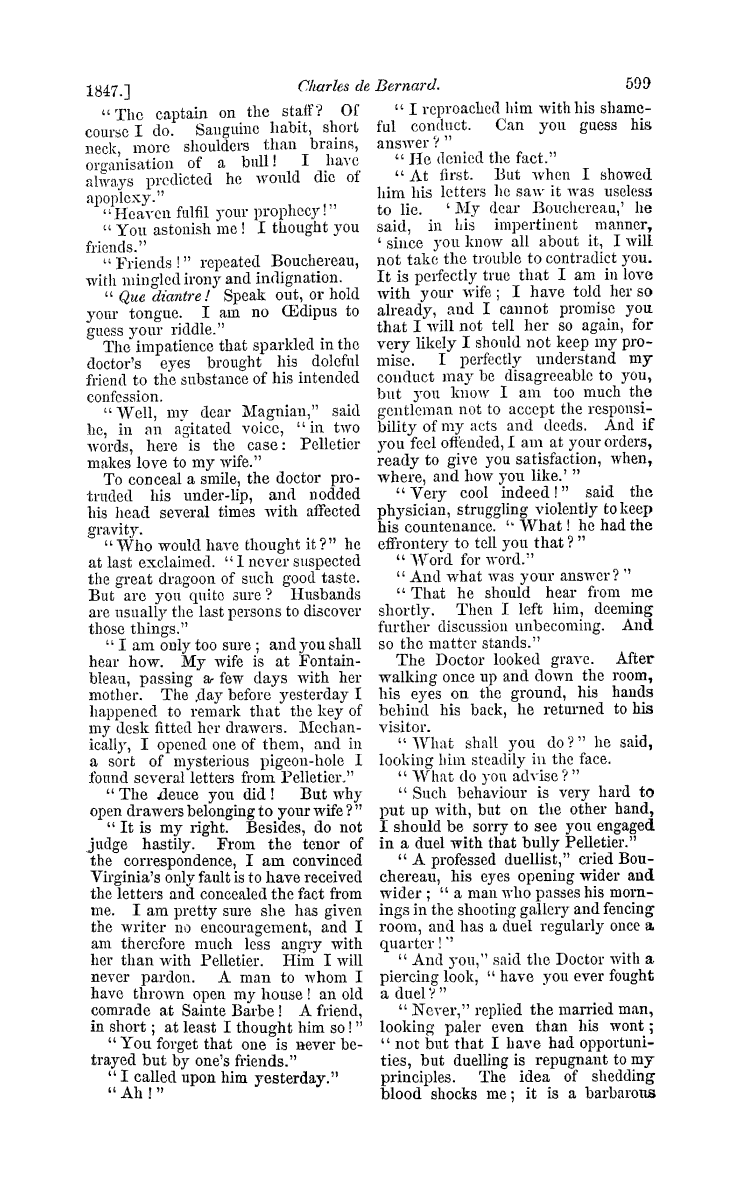 1847.]
Charles de Bernard.
599
"The captain on the staff? Of
course I do. Sanguine habit, short
neck, more shoulders than brains,
organisation of a bull! I have
always predicted he would die of
apoplexy."
"Heaven fulfil your prophecy!"
"You astonish me! I thought you
friends."
"Friends!" repeated Bouchereau,
with mingled irony and indignation.
"Que diantre! Speak out, or hold
your tongue. I am no Œdipus to
guess your riddle."
The impatience that sparkled in the
doctor's eyes brought his doleful
friend to the substance of his intended
confession.
"Well, my dear Magnian," said
he, in an agitated voice, "in two
words, here is the case: Pelletier
makes love to my wife."
To conceal a smile, the doctor pro-
truded his under-lip, and nodded
his head several times with affected
gravity.
"Who would have thought it?" he
at last exclaimed. "I never suspected
the great dragoon of such good taste.
But are you quite sure? Husbands
are usually the last persons to discover
those things."
"I am only too sure; and you shall
hear how. My wife is at Fontain-
bleau, passing a few days with her
mother. The day before yesterday I
happened to remark that the key of
my desk fitted her drawers. Mechan-
ically, I opened one of them, and in
a sort of mysterious pigeon-hole I
found several letters from Pelletier."
"The deuce you did! But why
open drawers belonging to your wife?"
"It is my right. Besides, do not
judge hastily. From the tenor of
the correspondence, I am convinced
Virginia's only fault is to have received
the letters and concealed the fact from
me. I am pretty sure she has given
the writer no encouragement, and I
am therefore much less angry with
her than with Pelletier. Him I will
never pardon. A man to whom I
have thrown open my house! an old
comrade at Sainte Barbe! A friend,
in short; at least I thought him so!"
"You forget that one is never be-
trayed but by one's friends."
"I called upon him yesterday."
"Ah!"
"I reproached him with his shame-
ful conduct. Can you guess his
answer?"
"He denied the fact."
"At first. But when I showed
him his letters he saw it was useless
to lie. 'My dear Bouchereau,' he
said, in his impertinent manner,
'since you know all about it, I will
not take the trouble to contradict you.
It is perfectly true that I am in love
with your wife; I have told her so
already, and I cannot promise you
that I will not tell her so again, for
very likely I should not keep my pro-
mise. I perfectly understand my
conduct may be disagreeable to you,
but you know I am too much the
gentleman not to accept the responsi-
bility of my acts and deeds. And if
you feel offended, I am at your orders,
ready to give you satisfaction, when,
where, and how you like.'"
"Very cool indeed!" said the
physician, struggling violently to keep
his countenance. "What! he had the
effrontery to tell you that?"
"Word for word."
"And what was your answer?"
"That he should hear from me
shortly. Then I left him, deeming
further discussion unbecoming. And
so the matter stands."
The Doctor looked grave. After
walking once up and down the room,
his eyes on the ground, his hands
behind his back, he returned to his
visitor.
"What shall you do?" he said,
looking him steadily in the face.
"What do you advise?"
"Such behaviour is very hard to
put up with, but on the other hand,
I should be sorry to see you engaged
in a duel with that bully Pelletier."
"A professed duellist," cried Bou-
chereau, his eyes opening wider and
wider; "a man who passes his morn-
ings in the shooting gallery and fencing
room, and has a duel regularly once a
quarter!"
"And you," said the Doctor with a
piercing look, "have you ever fought
a duel?"
"Never," replied the married man,
looking paler even than his wont;
"not but that I have had opportuni-
ties, but duelling is repugnant to my
principles. The idea of shedding
blood shocks me; it is a barbarous